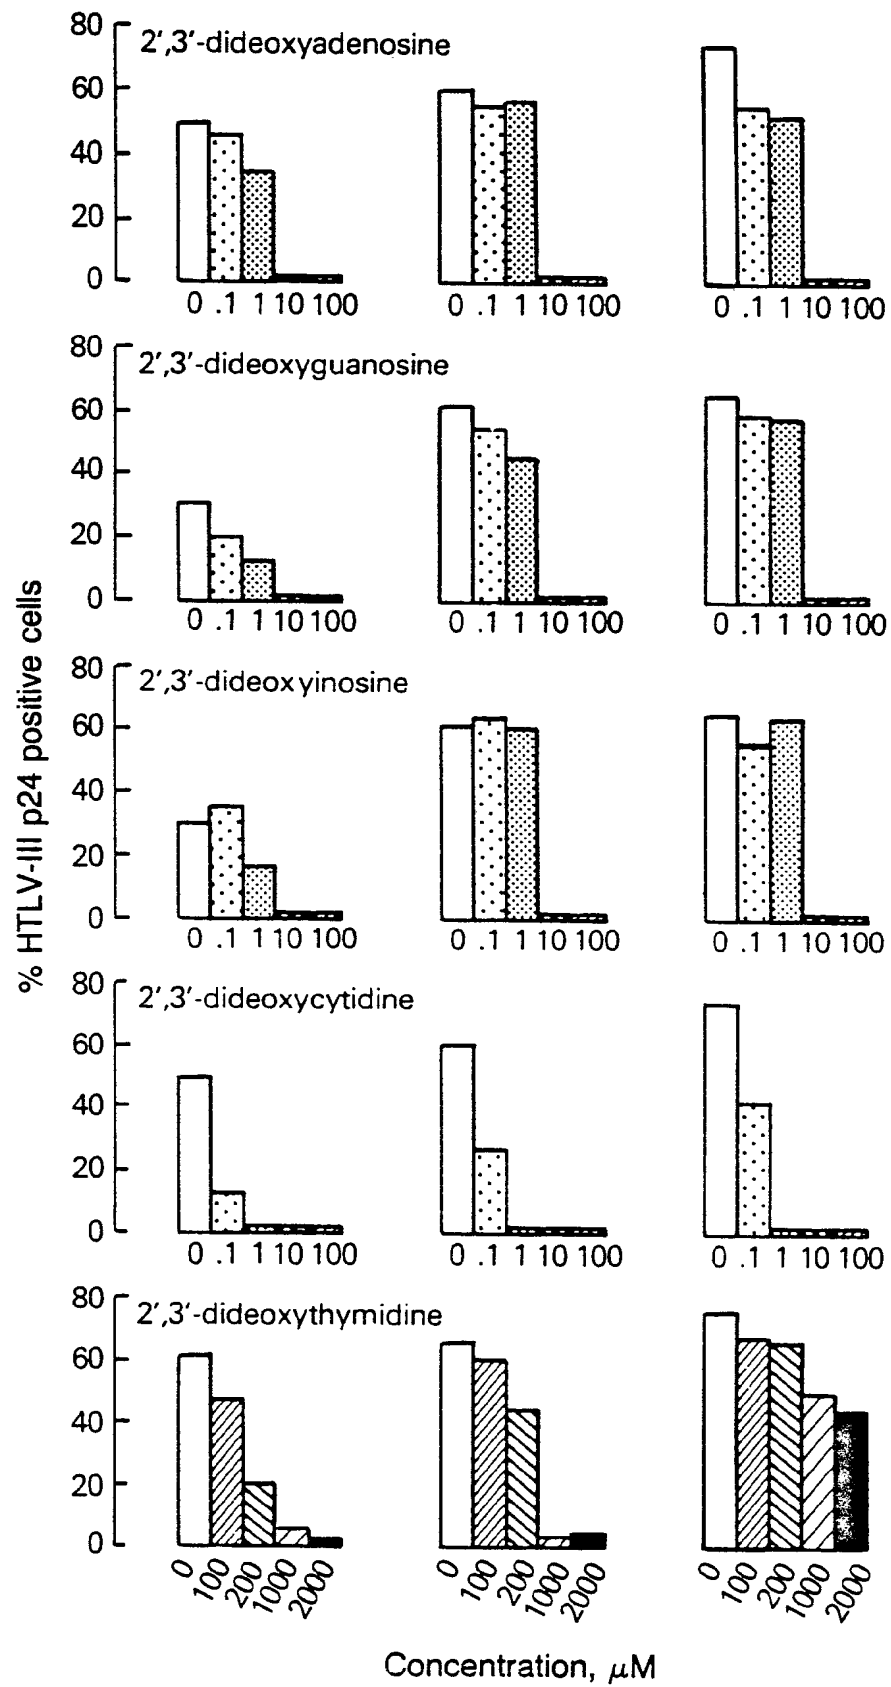 % HTLV-III p24 positive cells
2′,3′-dideoxyadenosine
80
60
40
20
0
0 .1 1 10 100
0 .1 1 10 100
0 .1 1 10 100
2′,3′-dideoxyguanosine
80
60
40
20
0
0 .1 1 10 100
0 .1 1 10 100
0 .1 1 10 100
2′,3′-dideoxyinosine
80
60
40
20
0
0 .1 1 10 100
0 .1 1 10 100
0 .1 1 10 100
2′,3′-dideoxycytidine
80
60
40
20
0
0 .1 1 10 100
0 .1 1 10 100
0 .1 1 10 100
2′,3′-dideoxythymidine
80
60
40
20
0
0 100 200 1000 2000
0 100 200 1000 2000
0 100 200 1000 2000
Concentration, μM